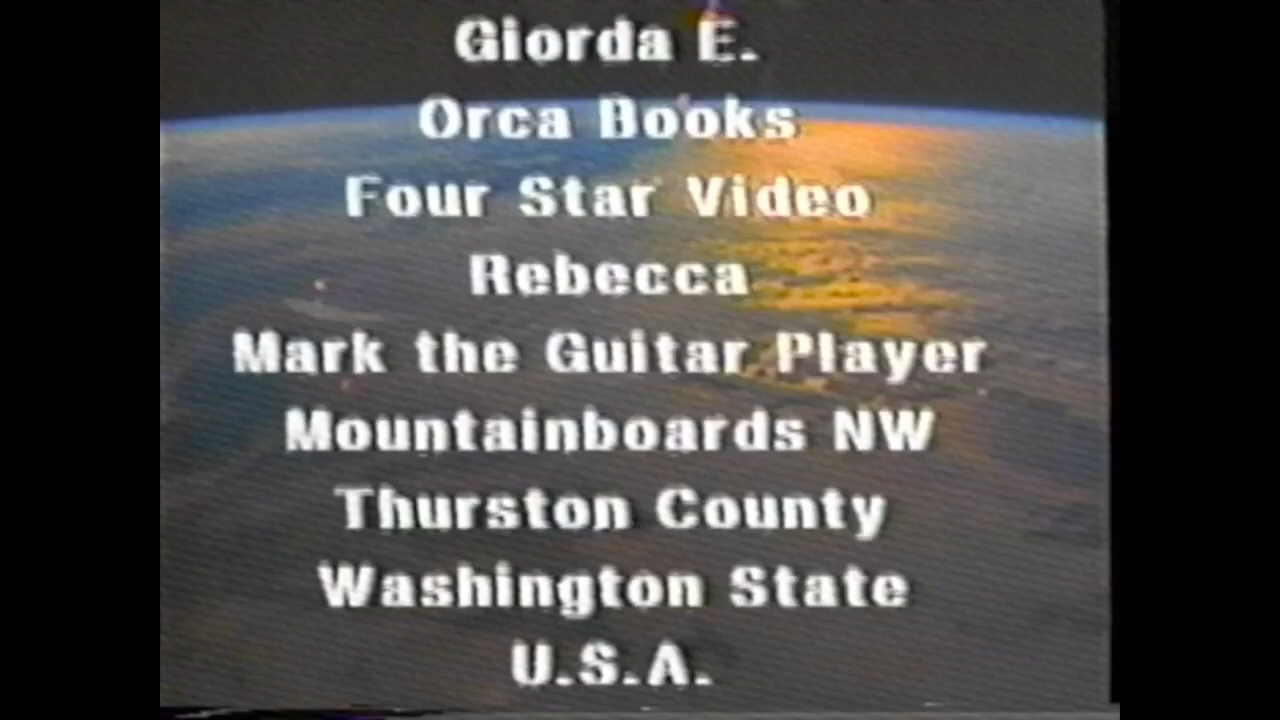 Giorda E.
Orca Books
Four Star Video
Rebecca
Mark the Guitar Player
Mountainboards NW
Thurston County
Washington State
U.S.A.